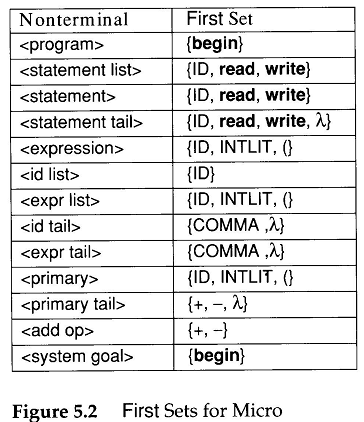 Nonterminal First Set
<program> {begin}
<statement list> {ID, read, write}
<statement> {ID, read, write}
<statement tail> {ID, read, write, λ}
<expression> {ID, INTLIT, (}
<id list> {ID}
<expr list> {ID, INTLIT, (}
<id tail> {COMMA ,λ}
<expr tail> {COMMA ,λ}
<primary> {ID, INTLIT, (}
<primary tail> {+, −, λ}
<add op> {+, −}
<system goal> {begin}
Figure 5.2 First Sets for Micro